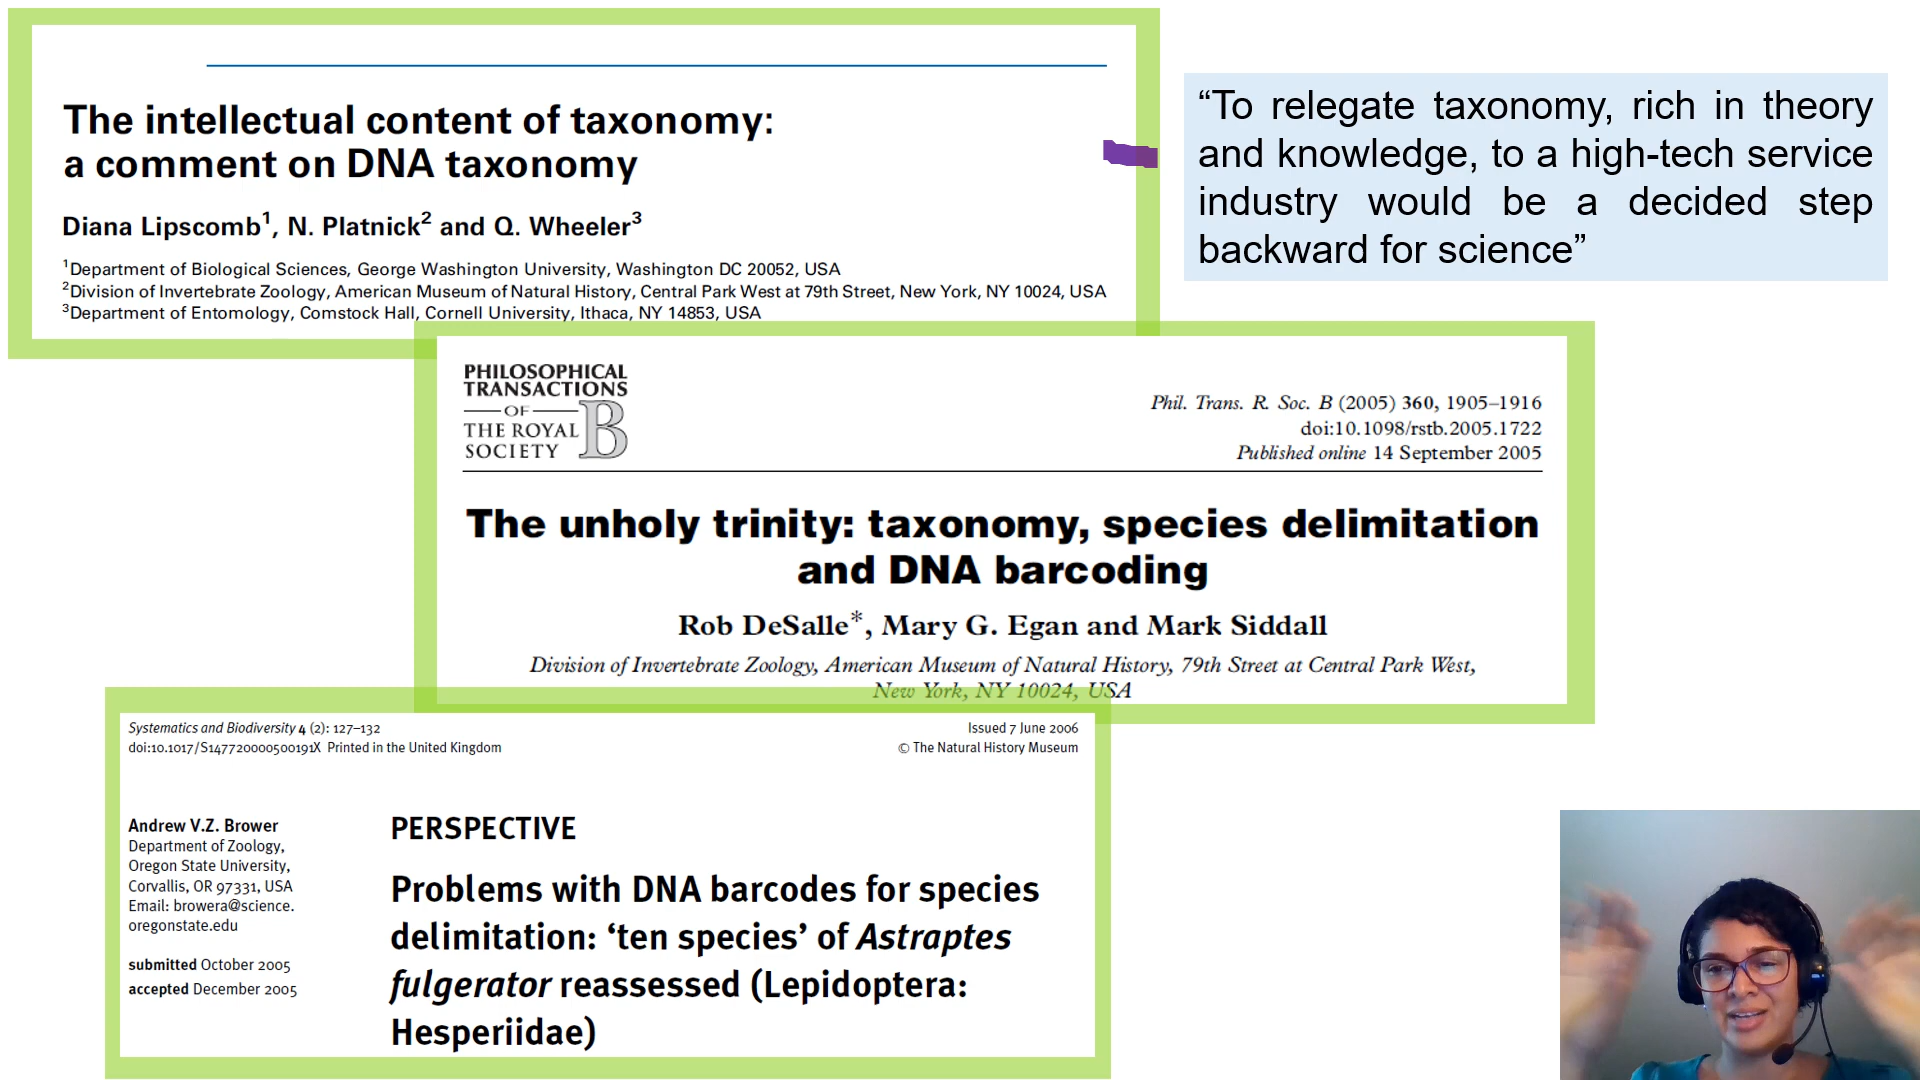 The intellectual content of taxonomy:
a comment on DNA taxonomy
Diana Lipscomb1, N. Platnick2 and Q. Wheeler3
1Department of Biological Sciences, George Washington University, Washington DC 20052, USA
2Division of Invertebrate Zoology, American Museum of Natural History, Central Park West at 79th Street, New York, NY 10024, USA
3Department of Entomology, Comstock Hall, Cornell University, Ithaca, NY 14853, USA
“To relegate taxonomy, rich in theory
and knowledge, to a high-tech service
industry would be a decided step
backward for science”
PHILOSOPHICAL
TRANSACTIONS
OF
THE ROYAL
SOCIETY
B
Phil. Trans. R. Soc. B (2005) 360, 1905–1916
doi:10.1098/rstb.2005.1722
Published online 14 September 2005
The unholy trinity: taxonomy, species delimitation
and DNA barcoding
Rob DeSalle*, Mary G. Egan and Mark Siddall
Division of Invertebrate Zoology, American Museum of Natural History, 79th Street at Central Park West,
New York, NY 10024, USA
Systematics and Biodiversity 4 (2): 127–132
doi:10.1017/S147720000500191X Printed in the United Kingdom
Issued 7 June 2006
© The Natural History Museum
Andrew V.Z. Brower
Department of Zoology,
Oregon State University,
Corvallis, OR 97331, USA
Email: browera@science.
oregonstate.edu
submitted October 2005
accepted December 2005
PERSPECTIVE
Problems with DNA barcodes for species
delimitation: ‘ten species’ of Astraptes
fulgerator reassessed (Lepidoptera:
Hesperiidae)